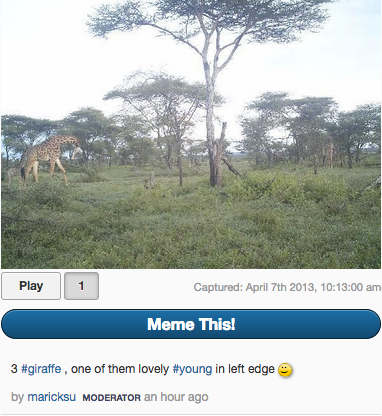 Play 1 Captured: April 7th 2013, 10:13:00 am
Meme This!
3 #giraffe , one of them lovely #young in left edge
by maricksu MODERATOR an hour ago